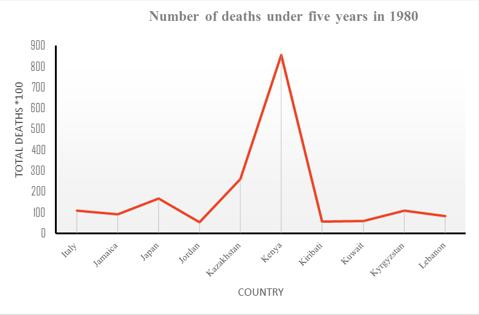 Number of deaths under five years in 1980
900
800
700
600
500
400
300
200
100
0
TOTAL DEATHS *100
Italy
Jamaica
Japan
Jordan
Kazakhstan
Kenya
Kiribati
Kuwait
Kyrgyzatan
Lebanon
COUNTRY